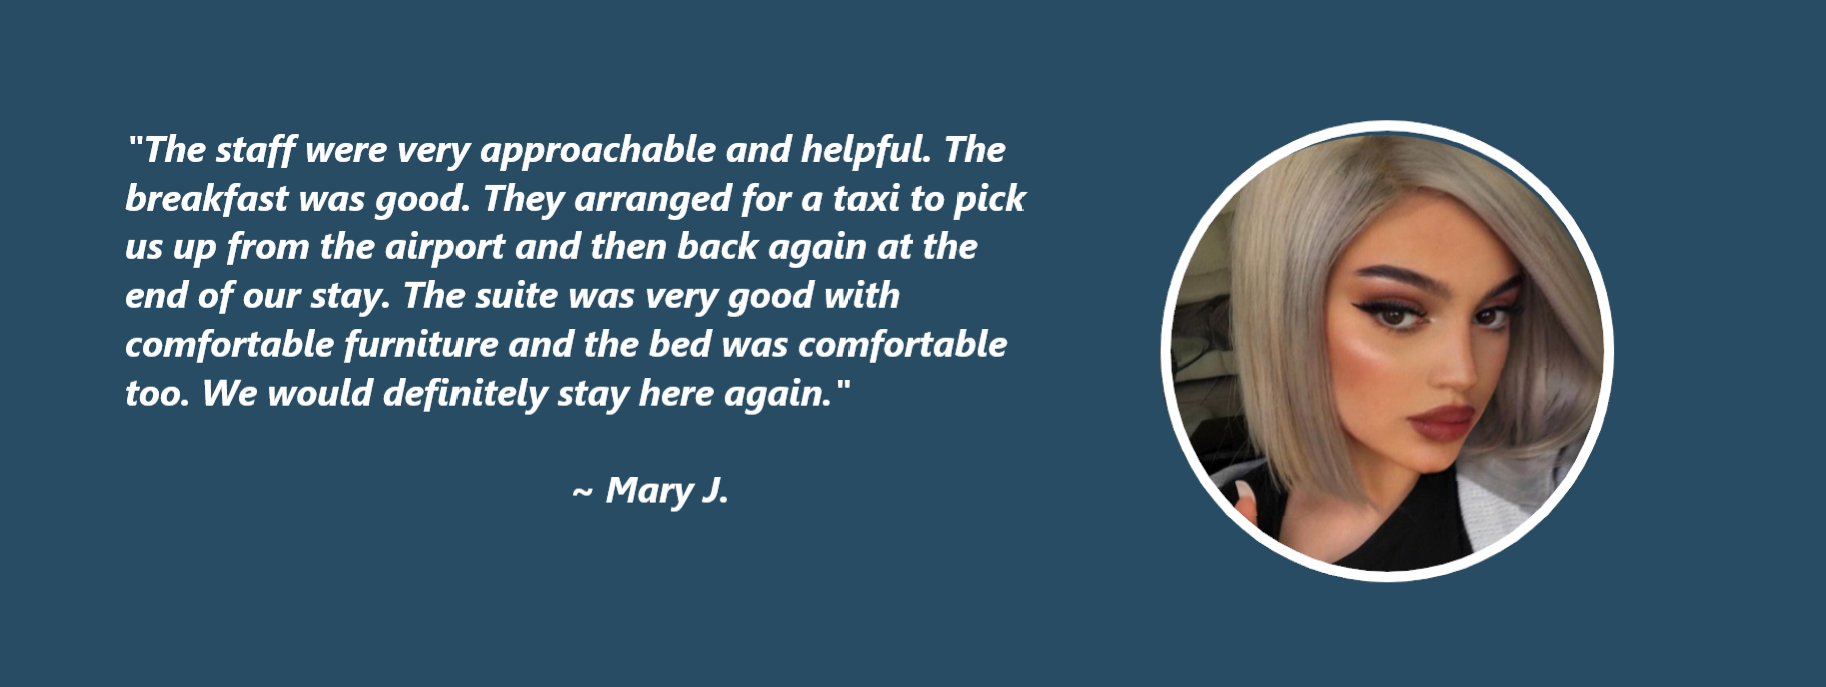 "The staff were very approachable and helpful. The
breakfast was good. They arranged for a taxi to pick
us up from the airport and then back again at the
end of our stay. The suite was very good with
comfortable furniture and the bed was comfortable
too. We would definitely stay here again."
~ Mary J.